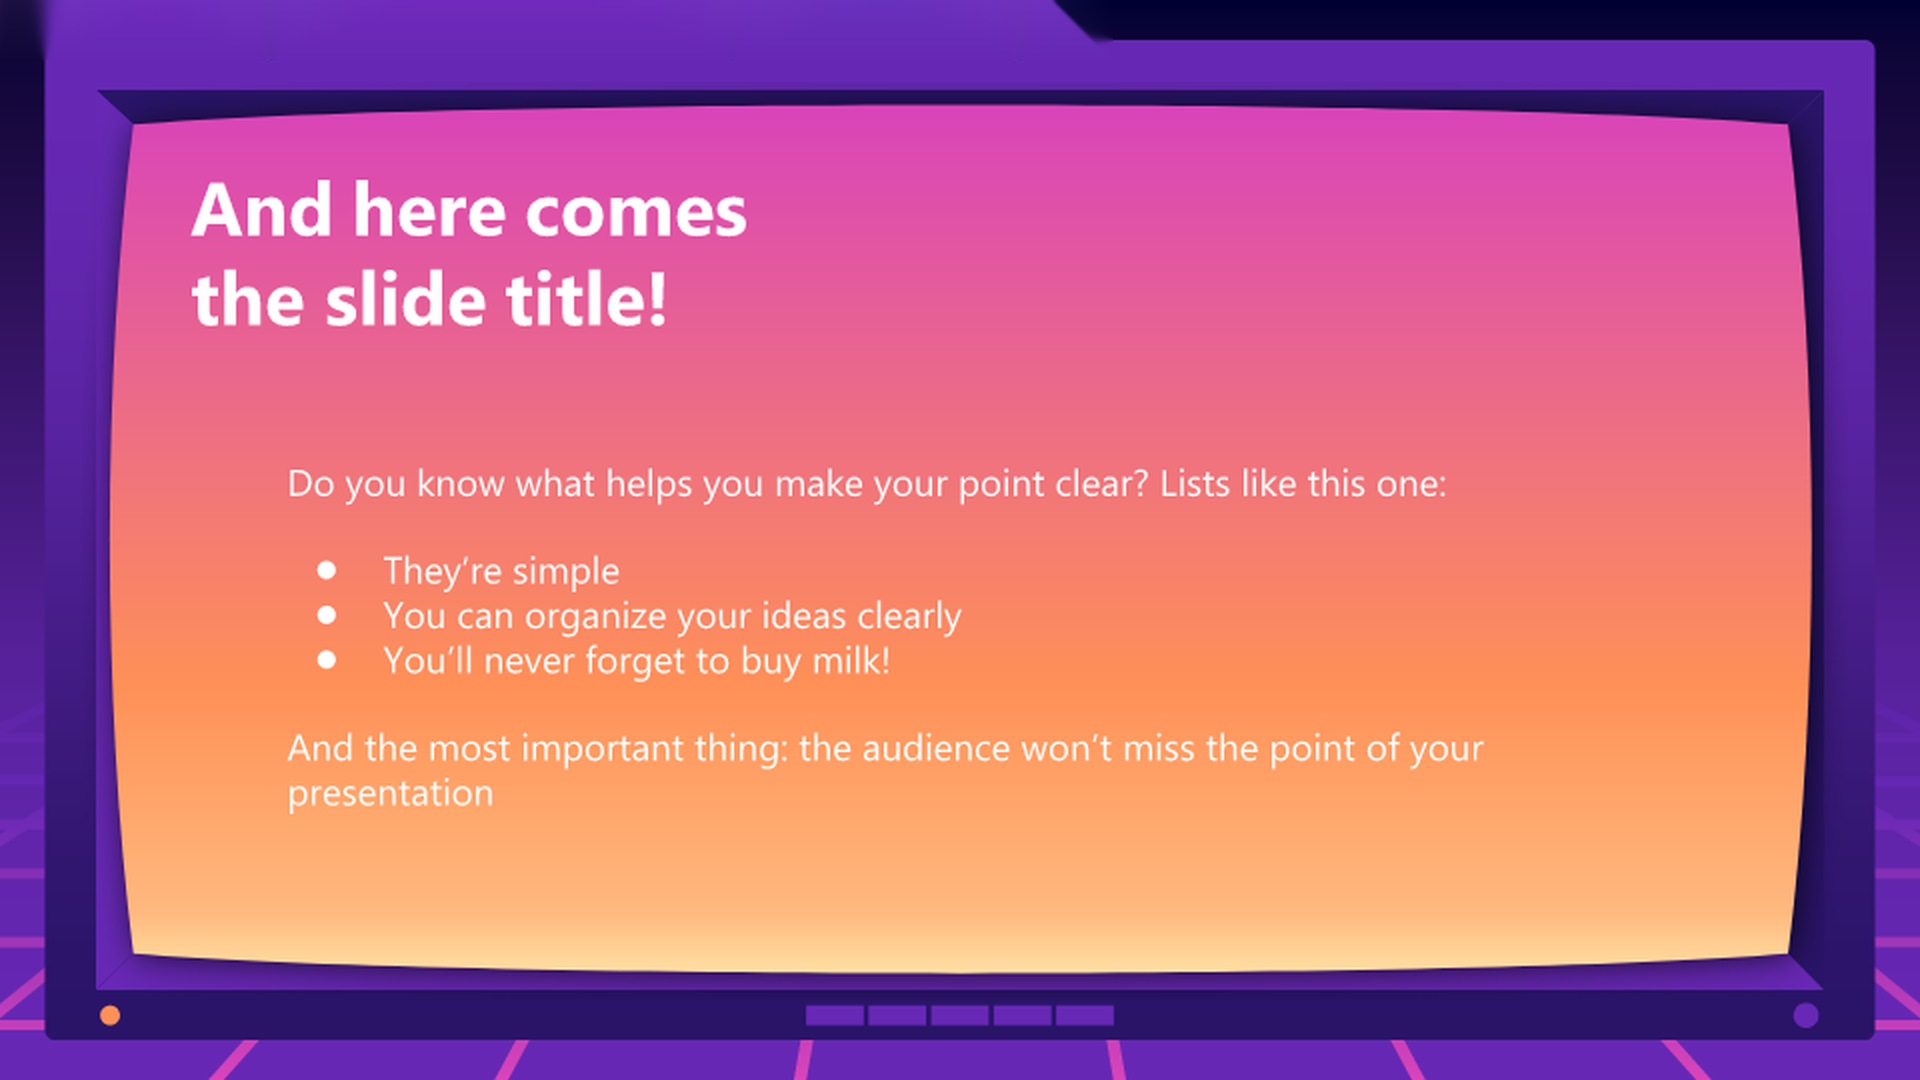 And here comes
the slide title!
Do you know what helps you make your point clear? Lists like this one:
● They’re simple
● You can organize your ideas clearly
● You’ll never forget to buy milk!
And the most important thing: the audience won’t miss the point of your
presentation